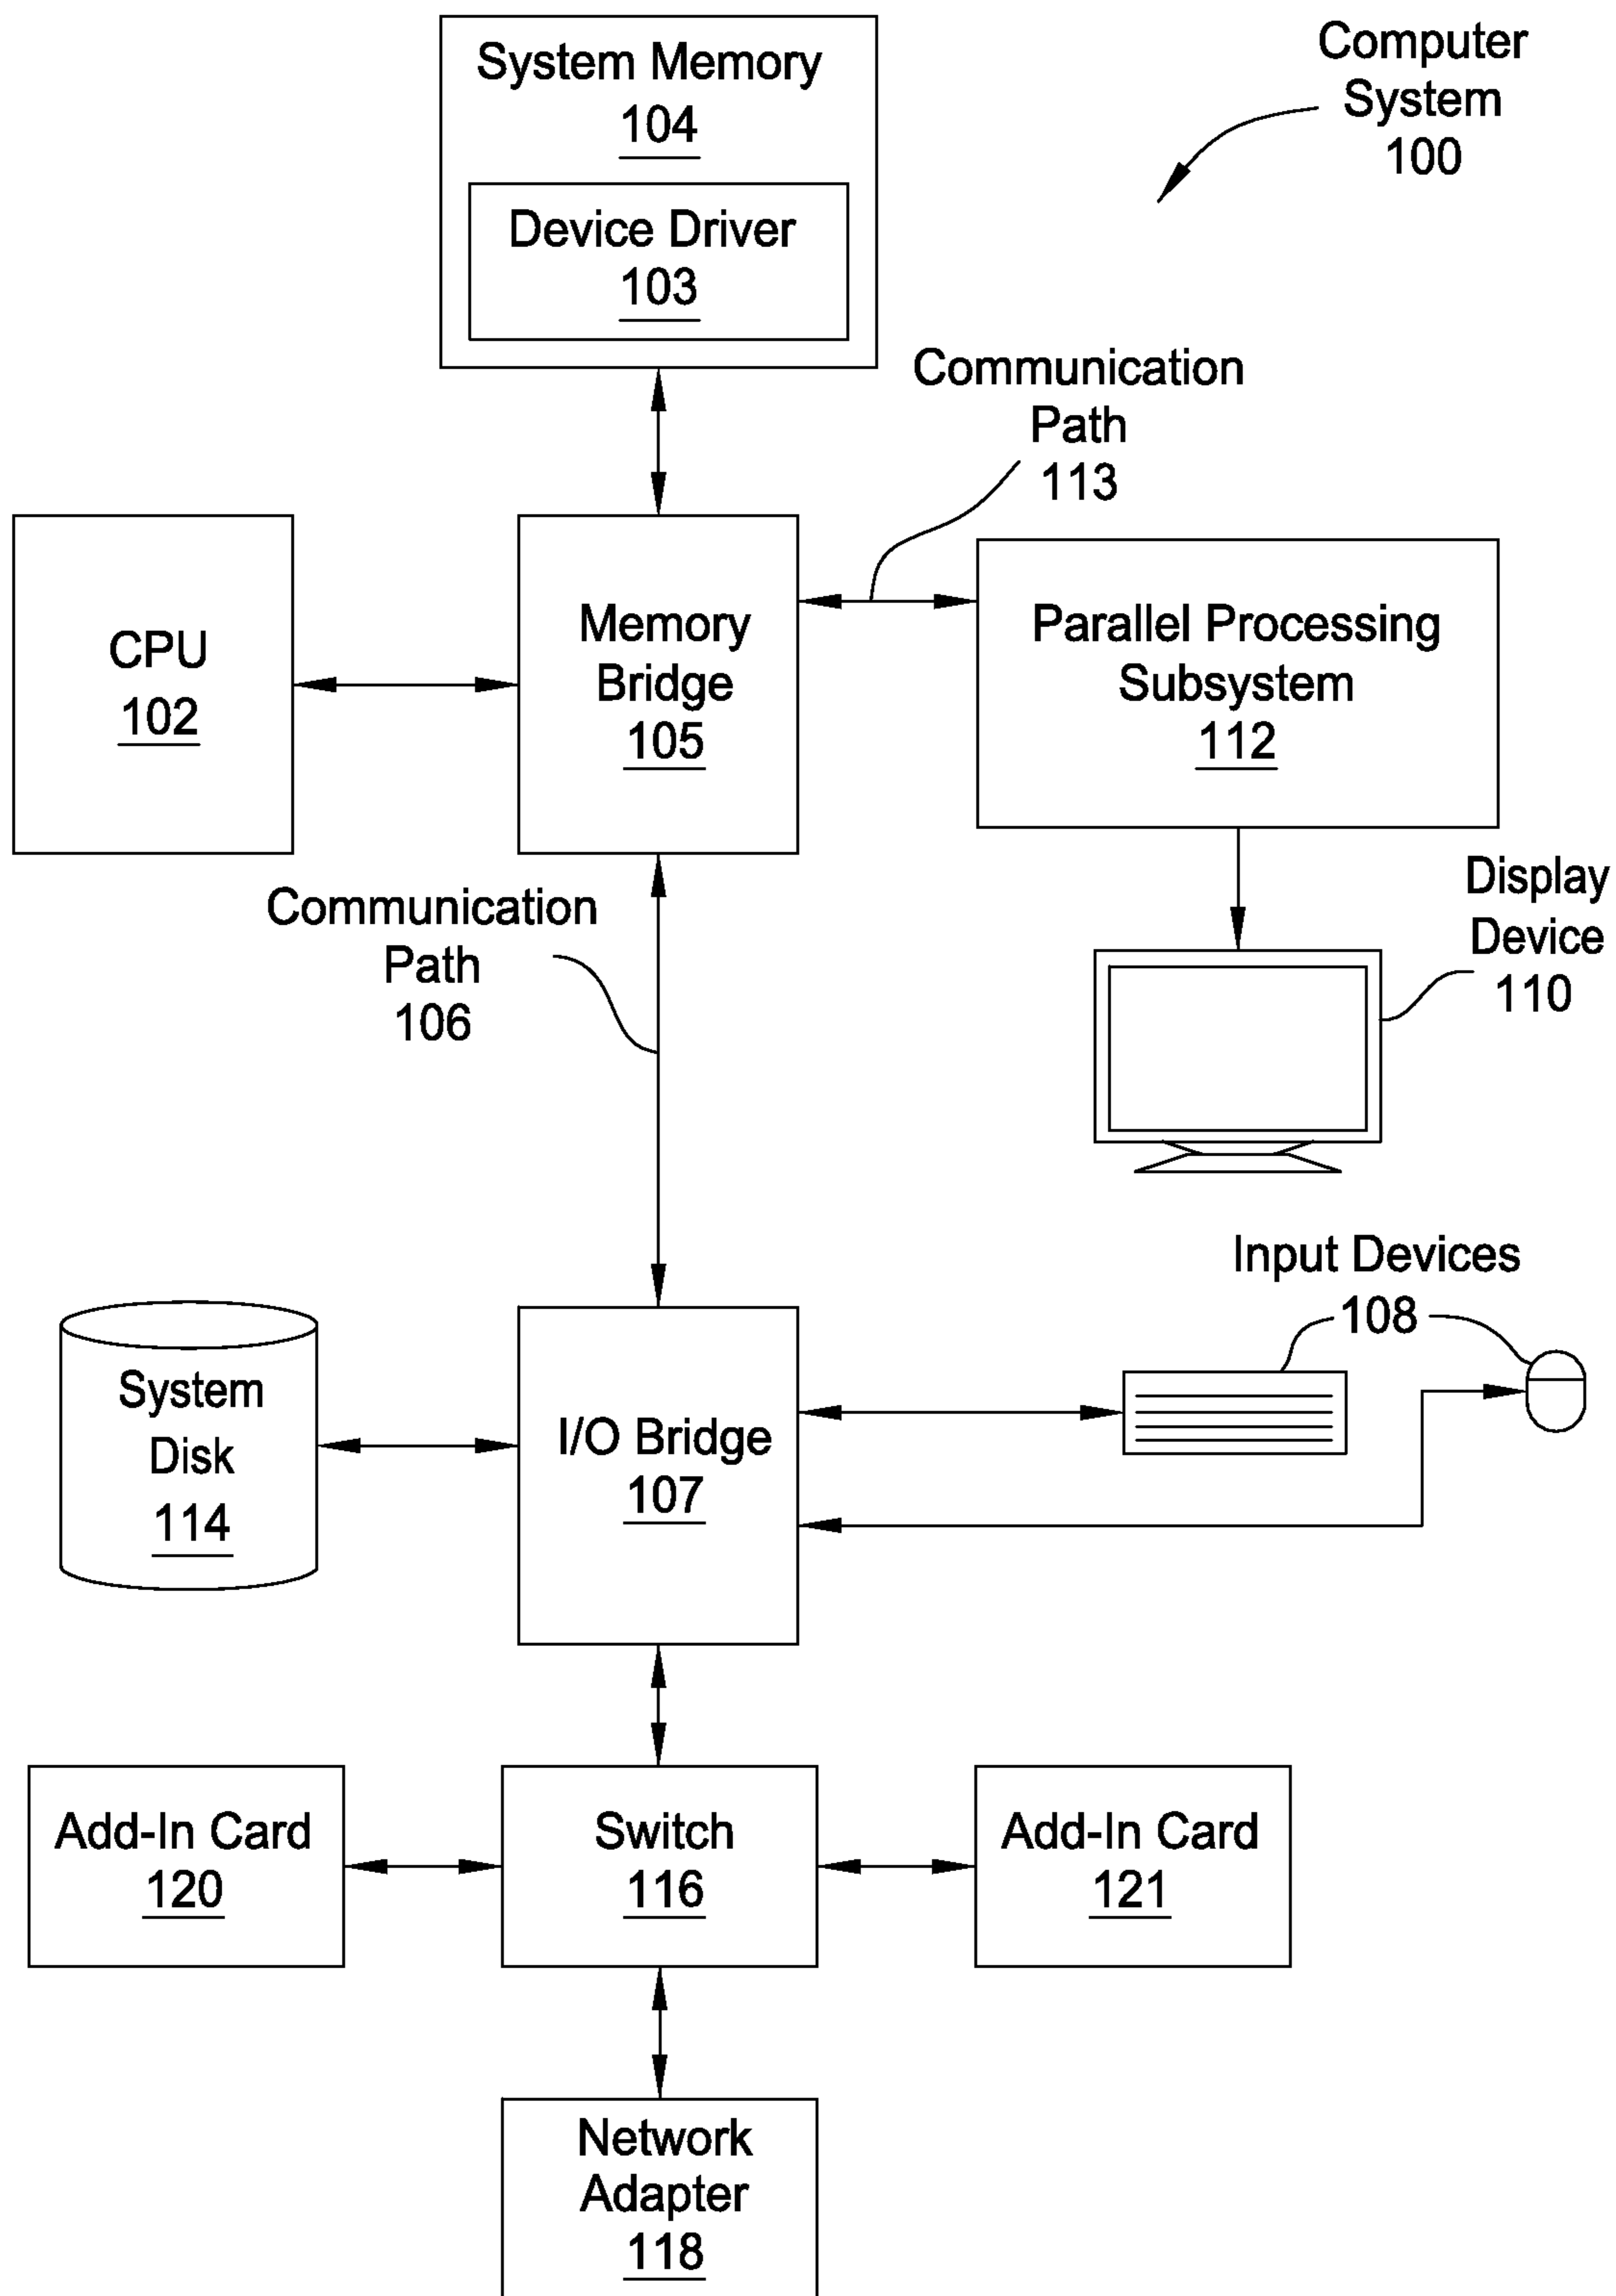 System Memory
104
Device Driver
103
Computer
System
100
Communication
Path
113
CPU
102
Memory
Bridge
105
Parallel Processing
Subsystem
112
Communication
Path
106
Display
Device
110
Input Devices
108
System
Disk
114
I/O Bridge
107
Add-In Card
120
Switch
116
Add-In Card
121
Network
Adapter
118